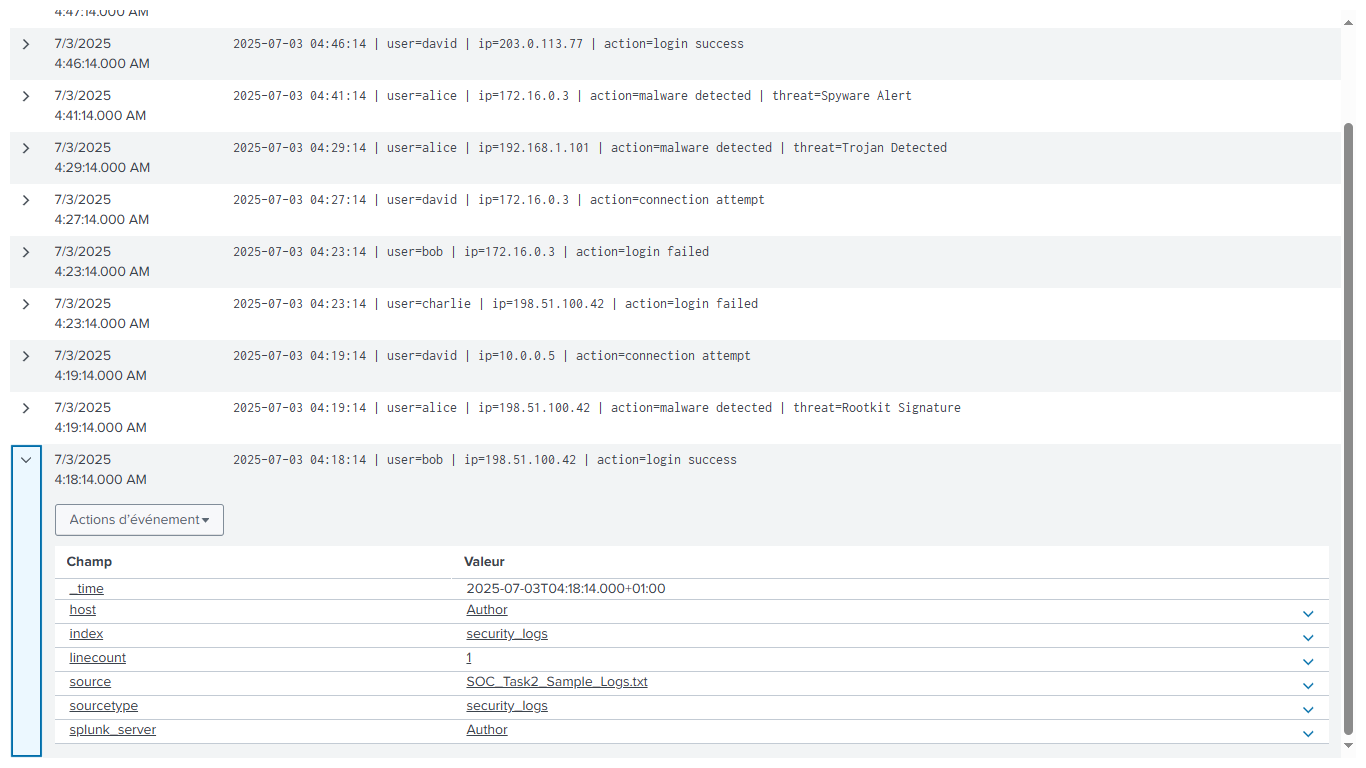 4:47:14.000 AM
7/3/2025 2025-07-03 04:46:14 | user=david | ip=203.0.113.77 | action=login success
4:46:14.000 AM
7/3/2025 2025-07-03 04:41:14 | user=alice | ip=172.16.0.3 | action=malware detected | threat=Spyware Alert
4:41:14.000 AM
7/3/2025 2025-07-03 04:29:14 | user=alice | ip=192.168.1.101 | action=malware detected | threat=Trojan Detected
4:29:14.000 AM
7/3/2025 2025-07-03 04:27:14 | user=david | ip=172.16.0.3 | action=connection attempt
4:27:14.000 AM
7/3/2025 2025-07-03 04:23:14 | user=bob | ip=172.16.0.3 | action=login failed
4:23:14.000 AM
7/3/2025 2025-07-03 04:23:14 | user=charlie | ip=198.51.100.42 | action=login failed
4:23:14.000 AM
7/3/2025 2025-07-03 04:19:14 | user=david | ip=10.0.0.5 | action=connection attempt
4:19:14.000 AM
7/3/2025 2025-07-03 04:19:14 | user=alice | ip=198.51.100.42 | action=malware detected | threat=Rootkit Signature
4:19:14.000 AM
7/3/2025 2025-07-03 04:18:14 | user=bob | ip=198.51.100.42 | action=login success
4:18:14.000 AM
Actions d'événement
Champ Valeur
_time 2025-07-03T04:18:14.000+01:00
host Author
index security_logs
linecount 1
source SOC_Task2_Sample_Logs.txt
sourcetype security_logs
splunk_server Author